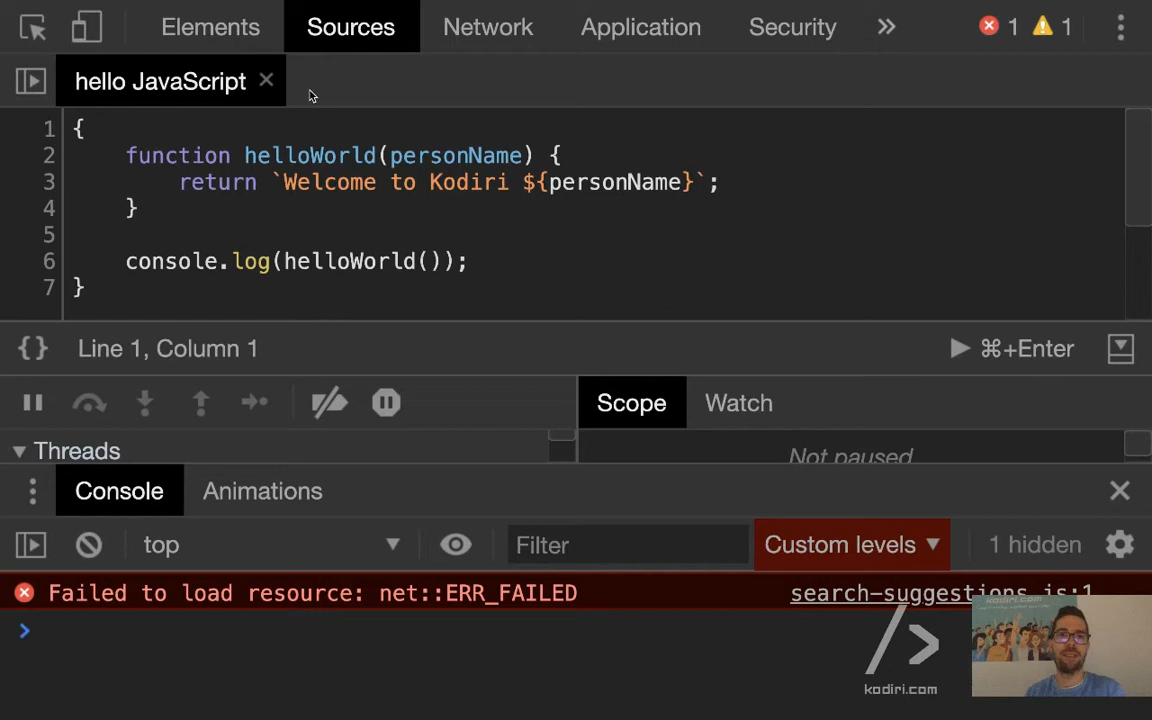 Elements Sources Network Application Security » 1 1
hello JavaScript ×
1 {
2 function helloWorld(personName) {
3 return `Welcome to Kodiri ${personName}`;
4 }
5
6 console.log(helloWorld());
7 }
{} Line 1, Column 1 ⌘+Enter
Scope Watch
Threads
Not paused
Console Animations
top Filter Custom levels 1 hidden
Failed to load resource: net::ERR_FAILED search-suggestions.js:1
>
kodiri.com
kodiri.com